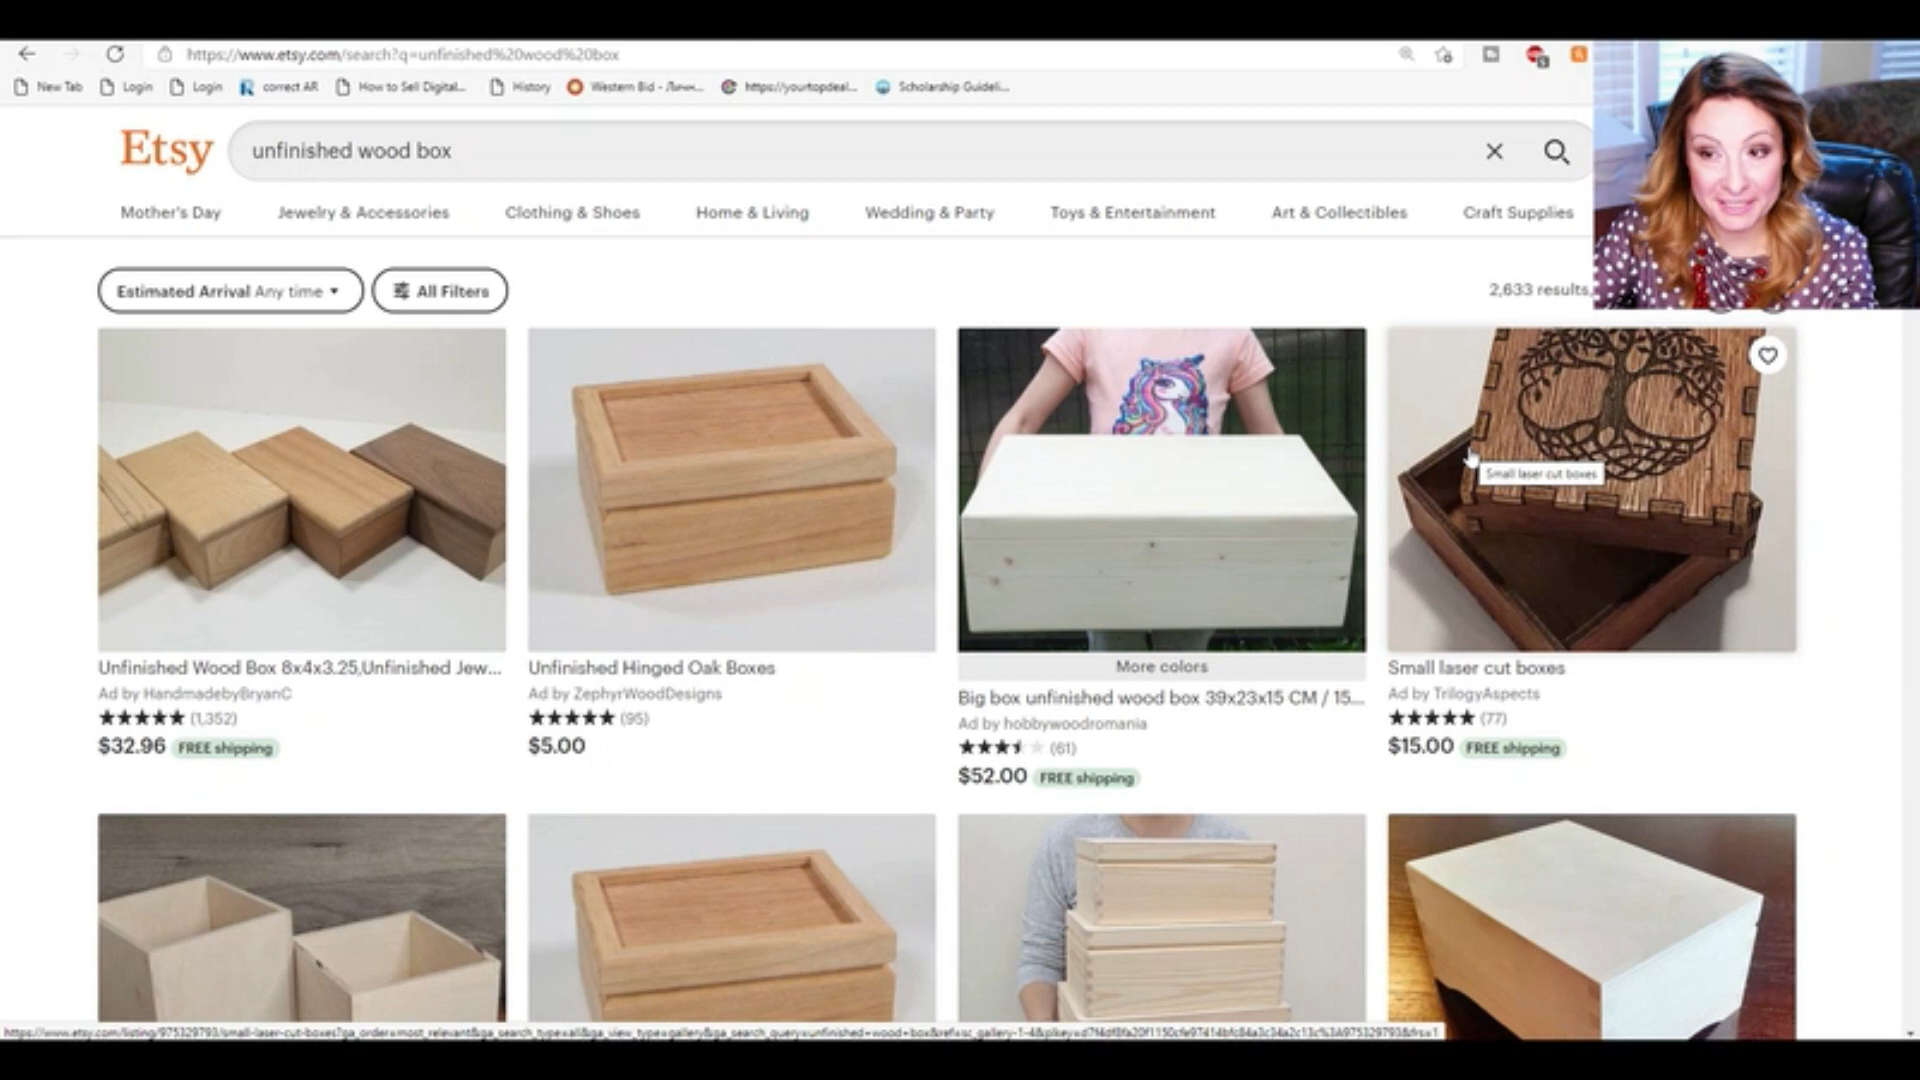 https://www.etsy.com/search?q=unfinished%20wood%20box
New Tab
Login
Login
correct AR
How to Sell Digital...
History
Western Bid - Личн...
https://yourtopdeal...
Scholarship Guideli...
Etsy
unfinished wood box
Mother's Day
Jewelry & Accessories
Clothing & Shoes
Home & Living
Wedding & Party
Toys & Entertainment
Art & Collectibles
Craft Supplies
Estimated Arrival Any time
All Filters
2,633 results,
Small laser cut boxes
Unfinished Wood Box 8x4x3.25,Unfinished Jew...
Ad by HandmadebyBryanC
(1,352)
$32.96 FREE shipping
Unfinished Hinged Oak Boxes
Ad by ZephyrWoodDesigns
(95)
$5.00
More colors
Big box unfinished wood box 39x23x15 CM / 15...
Ad by hobbywoodromania
(61)
$52.00 FREE shipping
Small laser cut boxes
Ad by TrilogyAspects
(77)
$15.00 FREE shipping